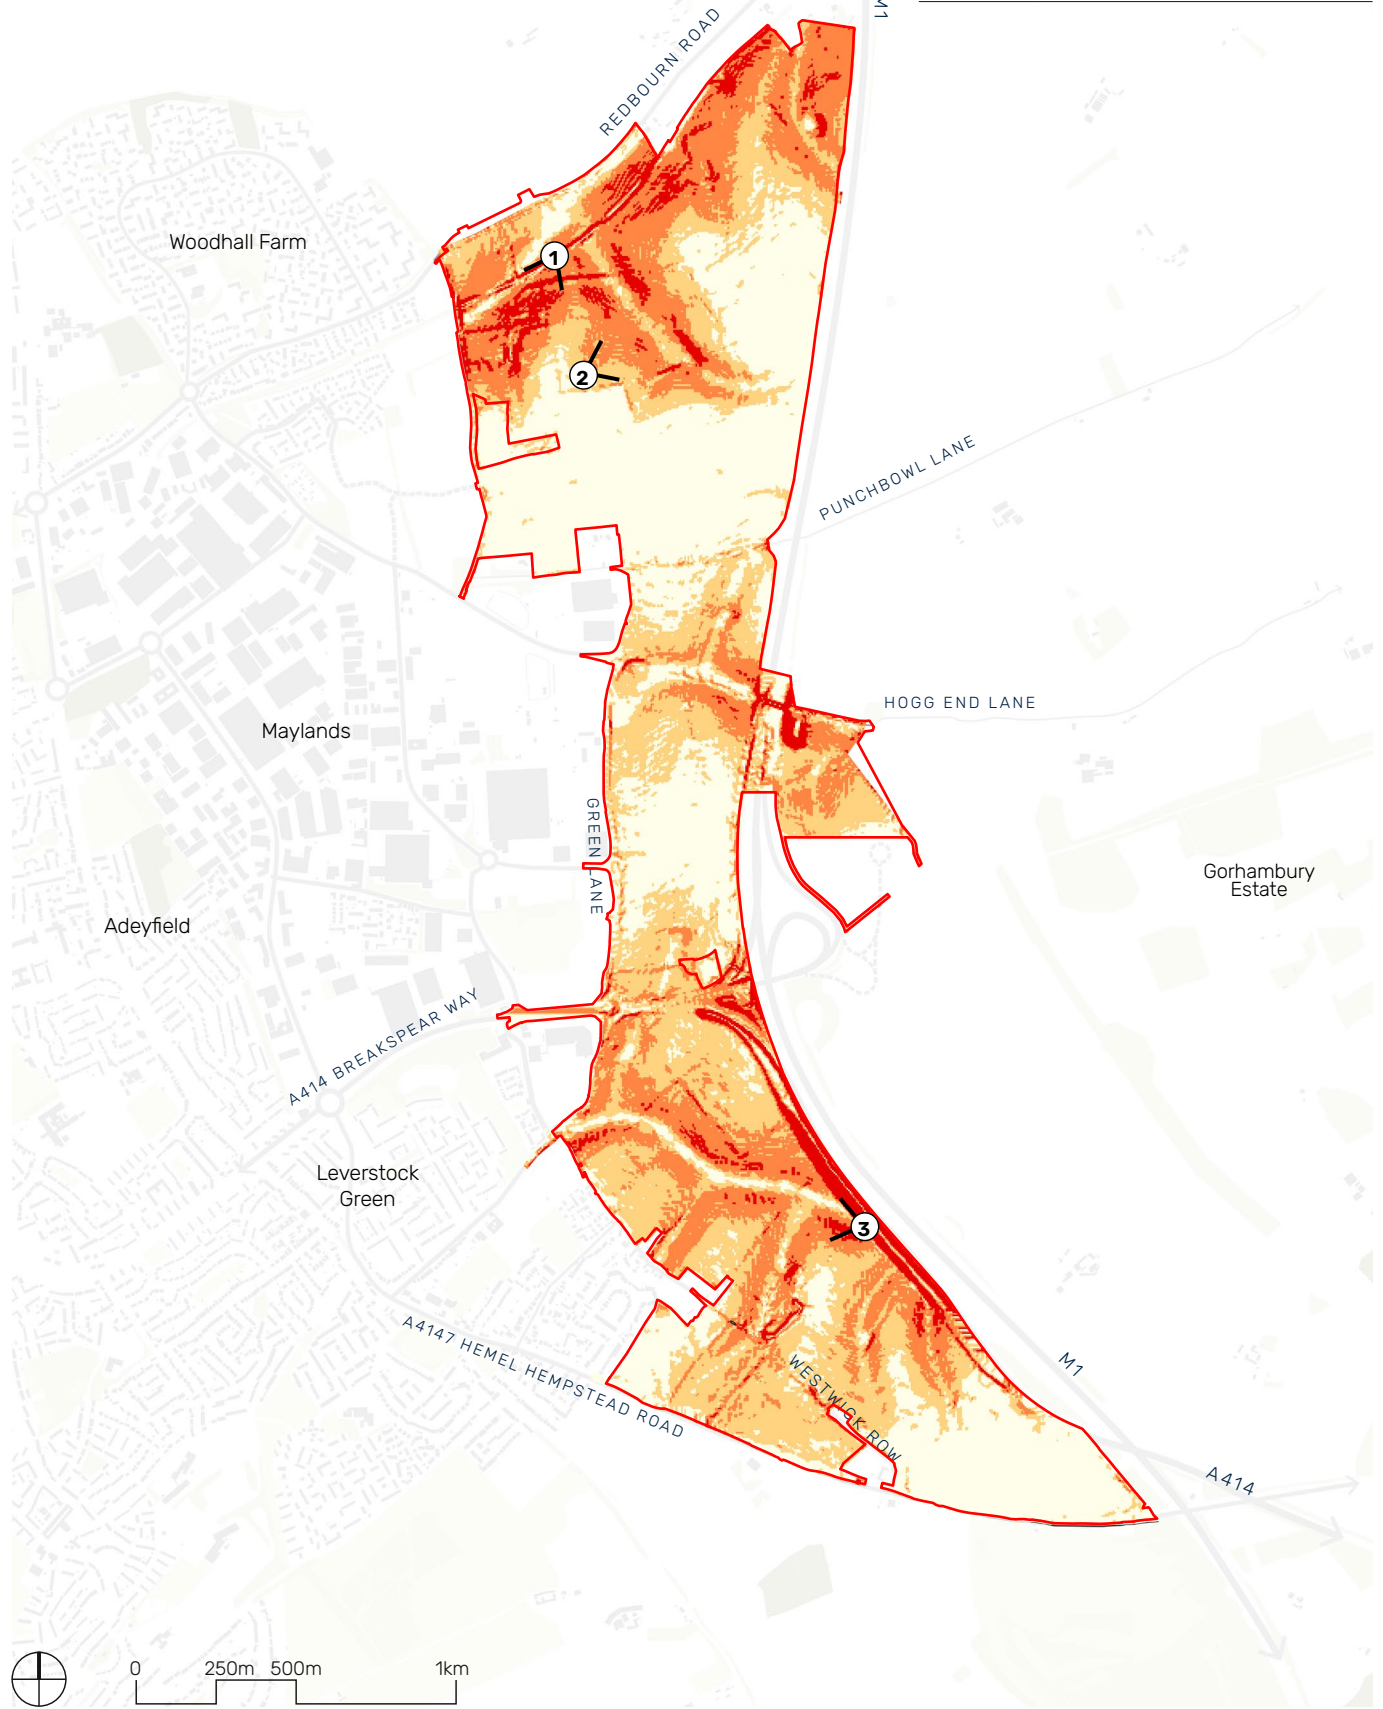 M1
REDBOURN ROAD
Woodhall Farm
1
2
PUNCHBOWL LANE
HOGG END LANE
Maylands
GREEN LANE
Gorhambury
Estate
Adeyfield
A414 BREAKSPEAR WAY
Leverstock
Green
3
A4147 HEMEL HEMPSTEAD ROAD
WESTWICK ROW
M1
A414
0 250m 500m 1km